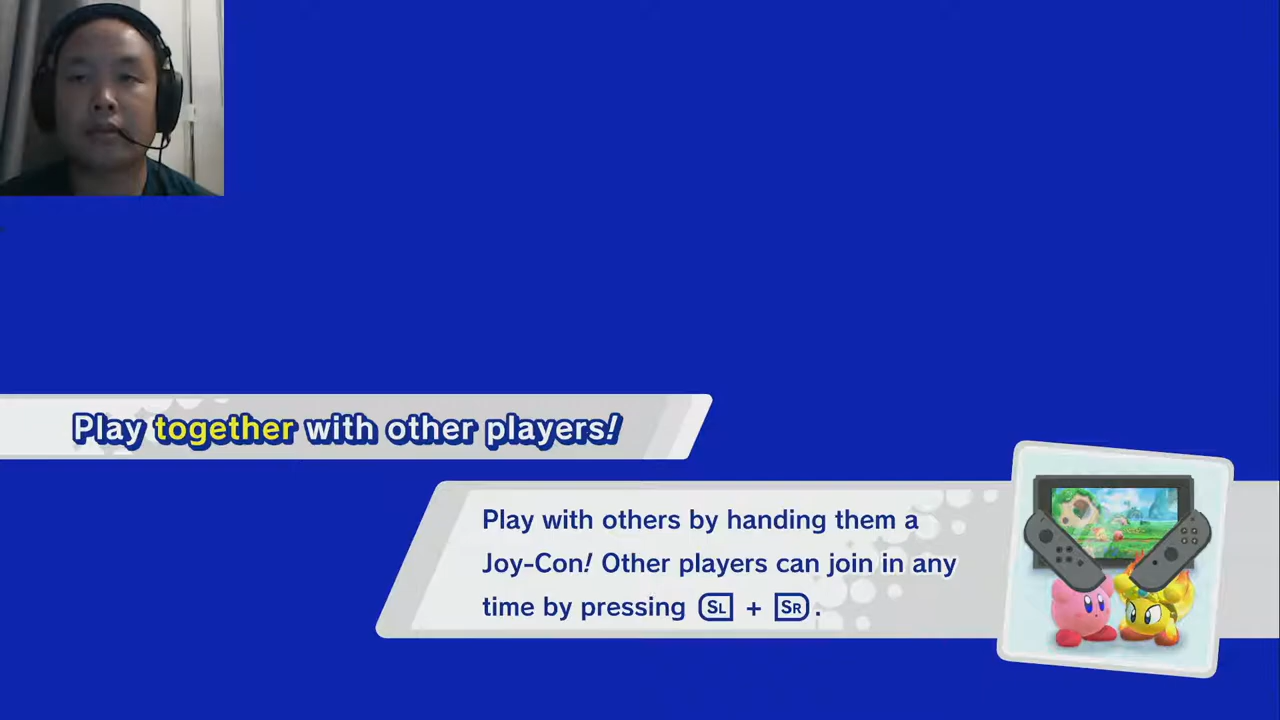 Play together with other players!
Play with others by handing them a
Joy-Con! Other players can join in any
time by pressing SL + SR.